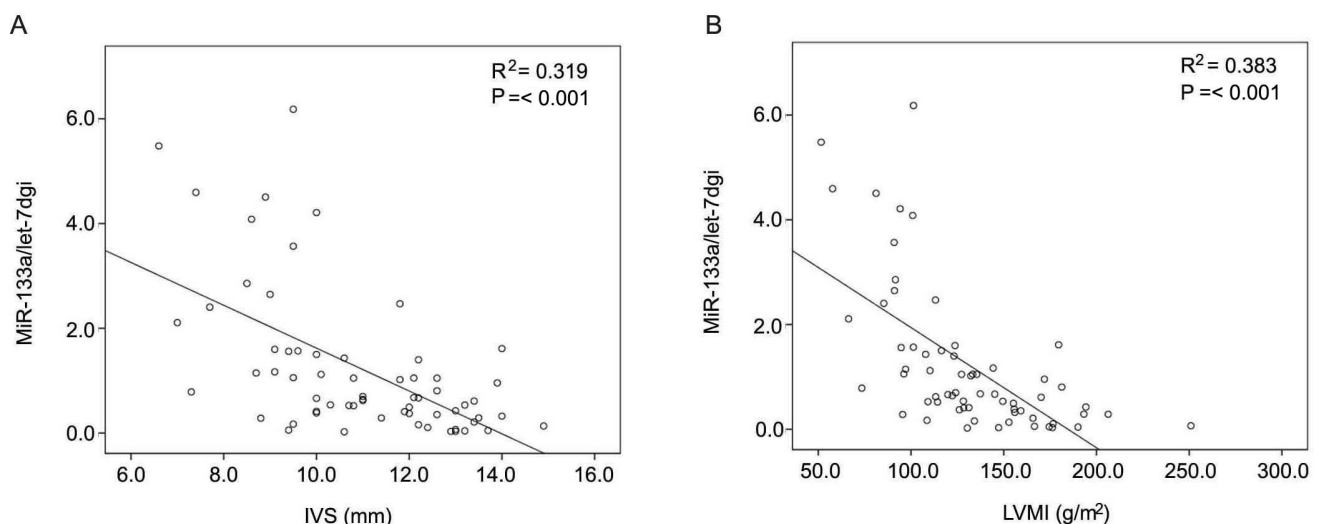 A
R²= 0.319
P =< 0.001
MiR-133a/let-7dgi
6.0
4.0
2.0
0.0
6.0 8.0 10.0 12.0 14.0 16.0
IVS (mm)
B
R²= 0.383
P =< 0.001
MiR-133a/let-7dgi
6.0
4.0
2.0
0.0
50.0 100.0 150.0 200.0 250.0 300.0
LVMI (g/m²)